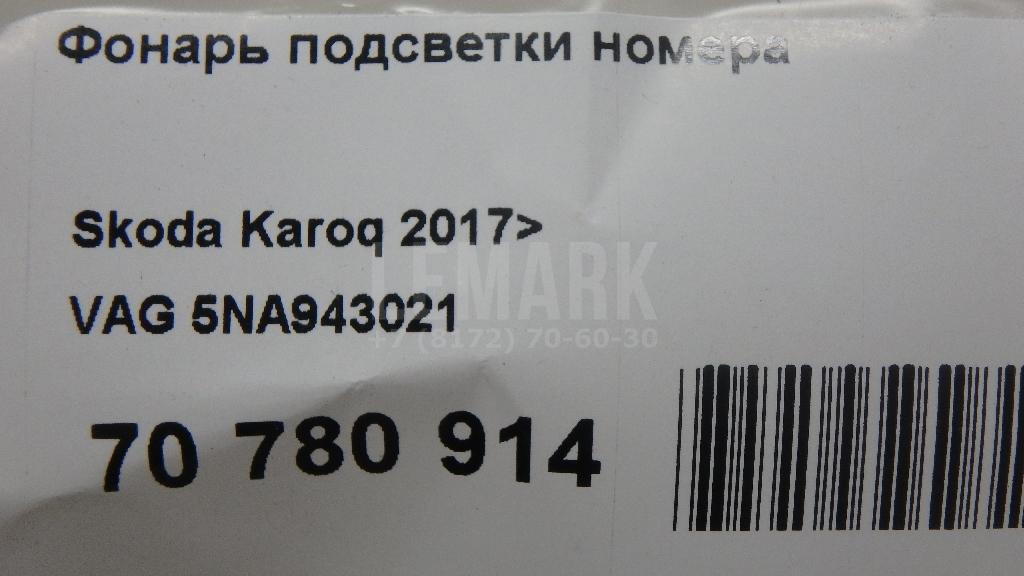 Фонарь подсветки номера
Skoda Karoq 2017>
LEMARK
VAG 5NA943021
+7 (8172) 70-60-30
70 780 914